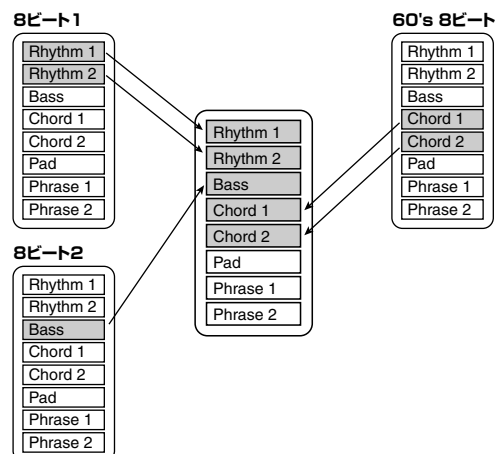 8ビート1
Rhythm 1
Rhythm 2
Bass
Chord 1
Chord 2
Pad
Phrase 1
Phrase 2
8ビート2
Rhythm 1
Rhythm 2
Bass
Chord 1
Chord 2
Pad
Phrase 1
Phrase 2
Rhythm 1
Rhythm 2
Bass
Chord 1
Chord 2
Pad
Phrase 1
Phrase 2
60's 8ビート
Rhythm 1
Rhythm 2
Bass
Chord 1
Chord 2
Pad
Phrase 1
Phrase 2